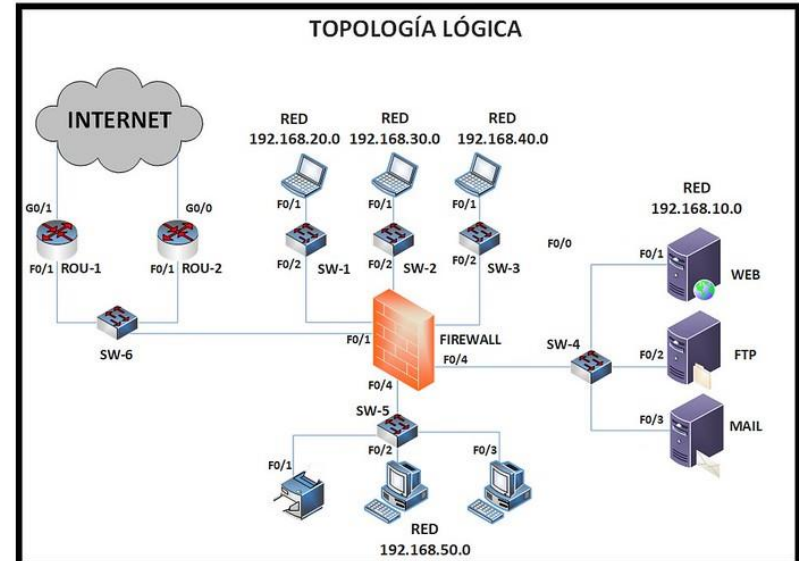 TOPOLOGÍA LÓGICA
INTERNET
RED
192.168.20.0
RED
192.168.30.0
RED
192.168.40.0
RED
192.168.10.0
G0/1
G0/0
F0/1
F0/1
F0/1
F0/0
F0/1
WEB
F0/1
ROU-1
F0/1
ROU-2
F0/2
SW-1
F0/2
SW-2
F0/2
SW-3
SW-6
F0/1
FIREWALL
F0/4
SW-4
F0/2
FTP
F0/4
SW-5
F0/3
MAIL
F0/1
F0/2
F0/3
RED
192.168.50.0